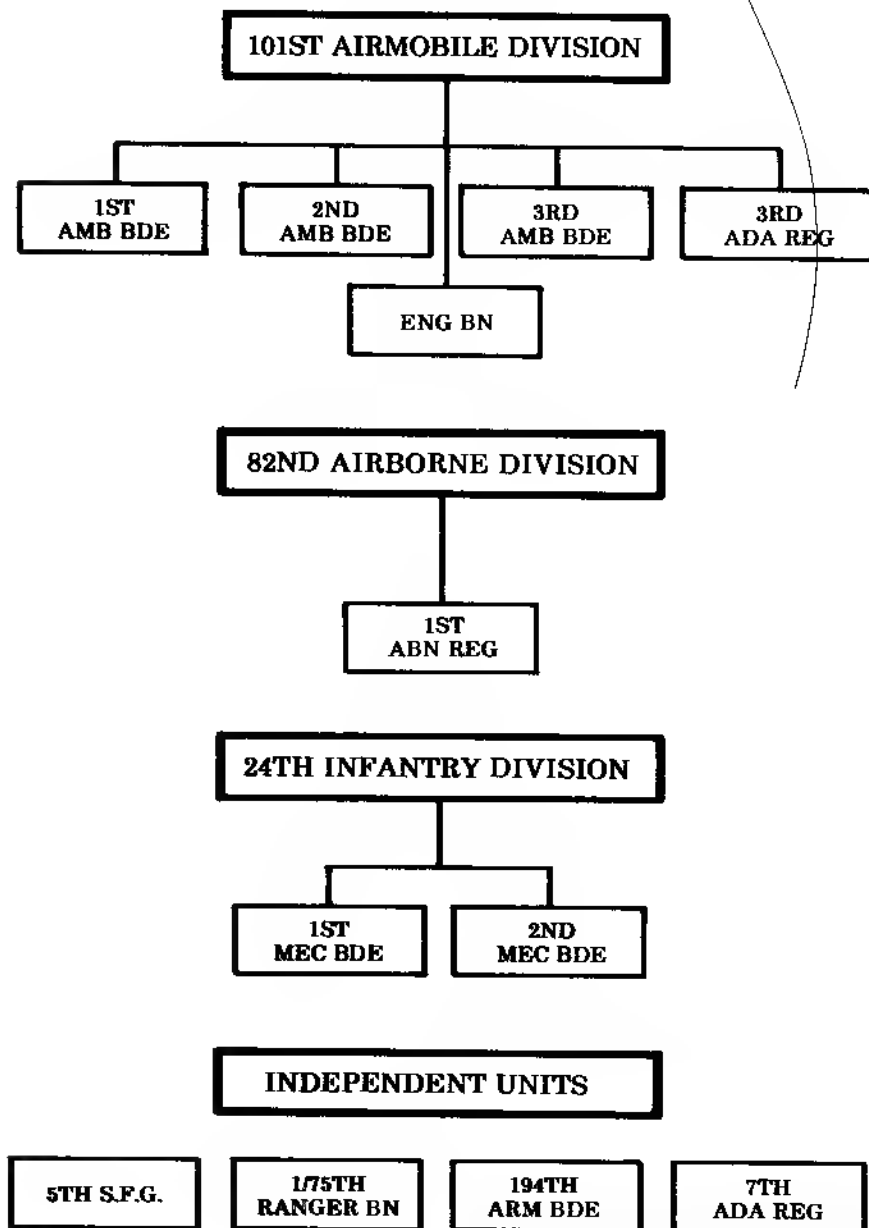 101ST AIRMOBILE DIVISION
1ST
AMB BDE
2ND
AMB BDE
3RD
AMB BDE
3RD
ADA REG
ENG BN
82ND AIRBORNE DIVISION
1ST
ABN REG
24TH INFANTRY DIVISION
1ST
MEC BDE
2ND
MEC BDE
INDEPENDENT UNITS
5TH S.F.G.
1/75TH
RANGER BN
194TH
ARM BDE
7TH
ADA REG